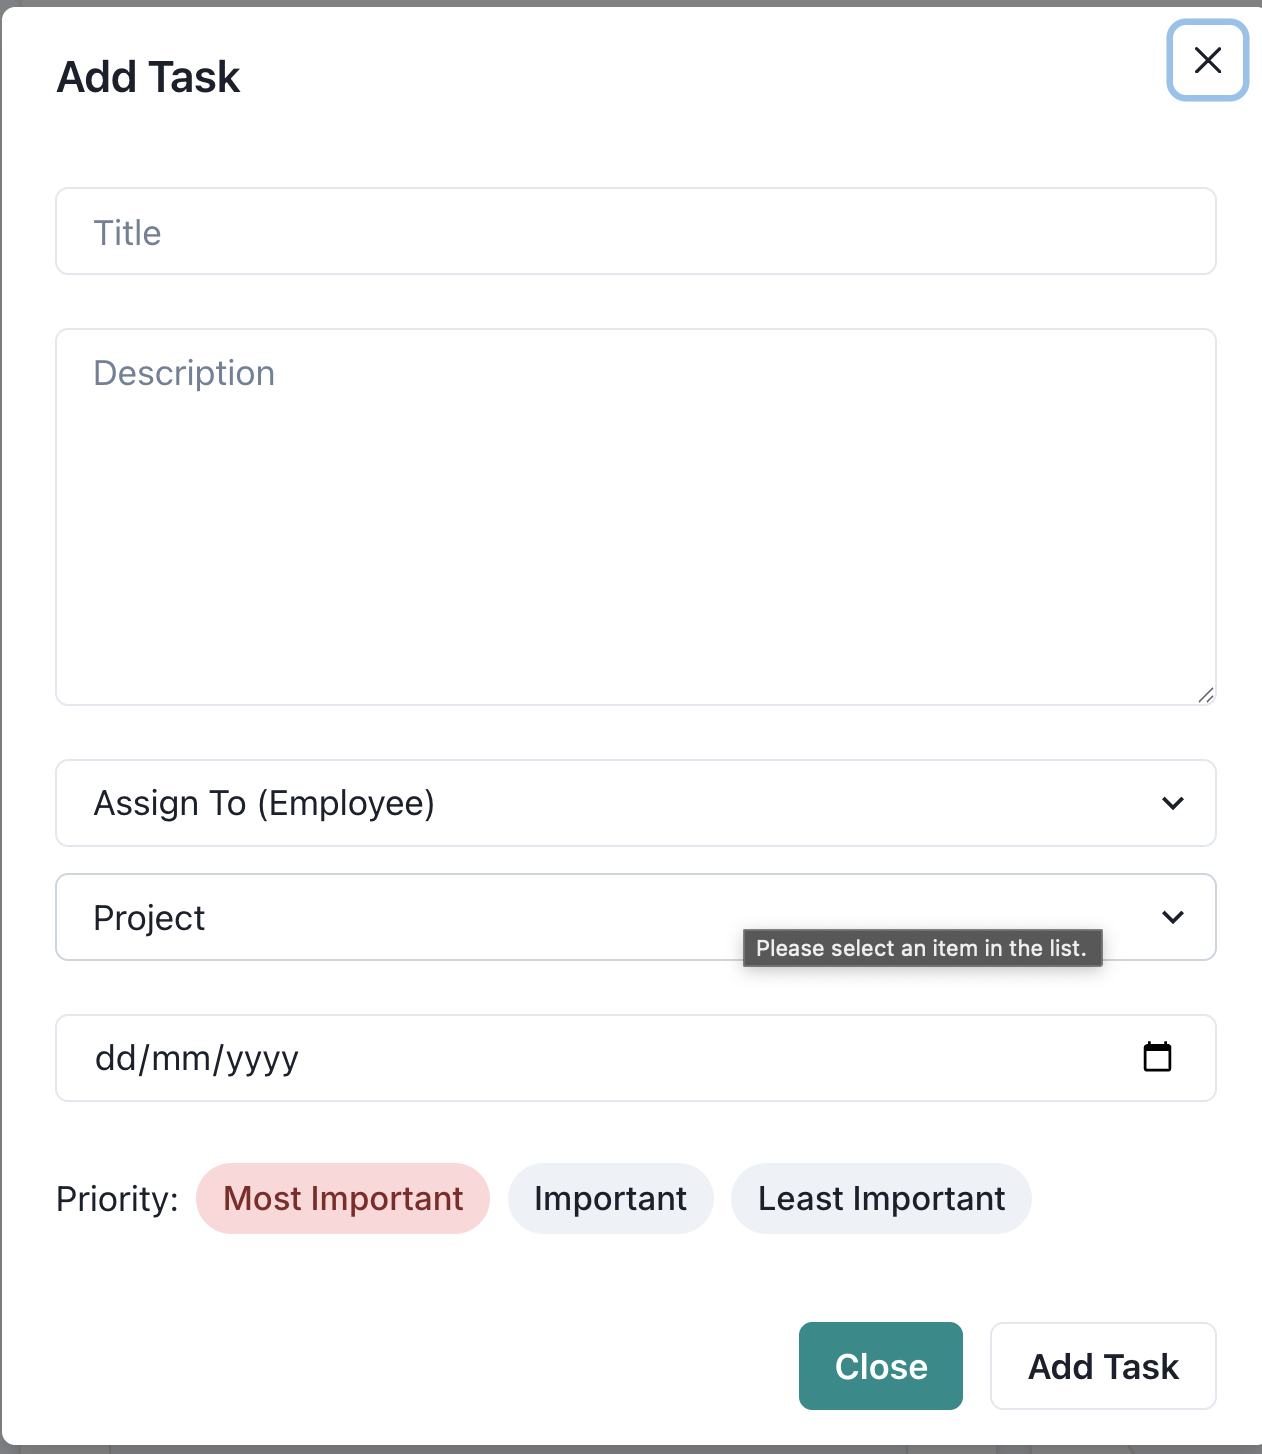 Add Task
Title
Description
Assign To (Employee)
Project
Please select an item in the list.
dd/mm/yyyy
Priority: Most Important Important Least Important
Close Add Task